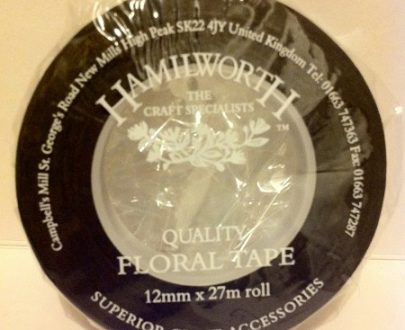 Campbell's Mill St. George's Road New Mills High Peak SK22 4JY United Kingdom Tel: 01663 747363 Fax: 01663 747287
HAMILWORTH
THE
CRAFT SPECIALISTS
™
QUALITY
FLORAL TAPE
12mm x 27m roll
SUPERIOR ACCESSORIES